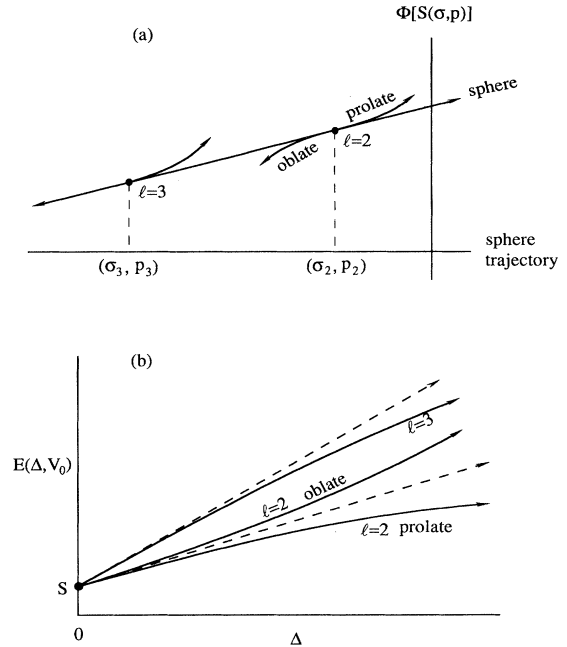 Φ[S(σ,p)]
(a)
sphere
prolate
oblate
ℓ=2
ℓ=3
sphere
trajectory
(σ3, p3)
(σ2, p2)
(b)
E(Δ,V0)
ℓ=3
ℓ=2 oblate
ℓ=2 prolate
S
0
Δ